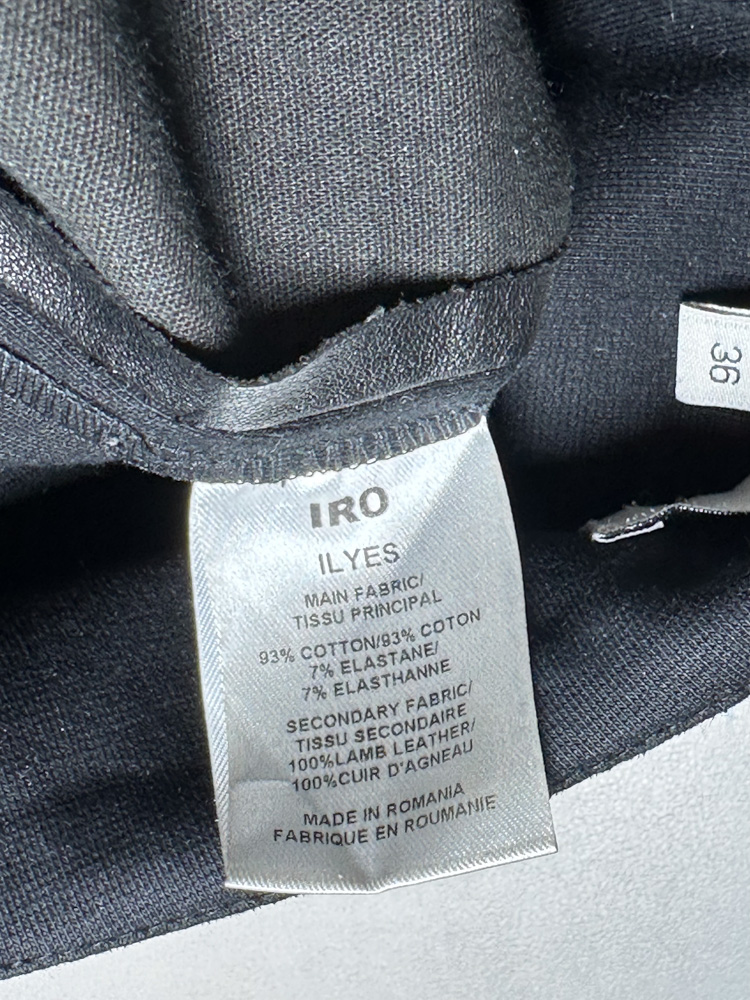 IRO
ILYES
MAIN FABRIC/
TISSU PRINCIPAL
93% COTTON/93% COTON
7% ELASTANE/
7% ELASTHANNE
SECONDARY FABRIC/
TISSU SECONDAIRE
100%LAMB LEATHER/
100%CUIR D'AGNEAU
MADE IN ROMANIA
FABRIQUE EN ROUMANIE
36